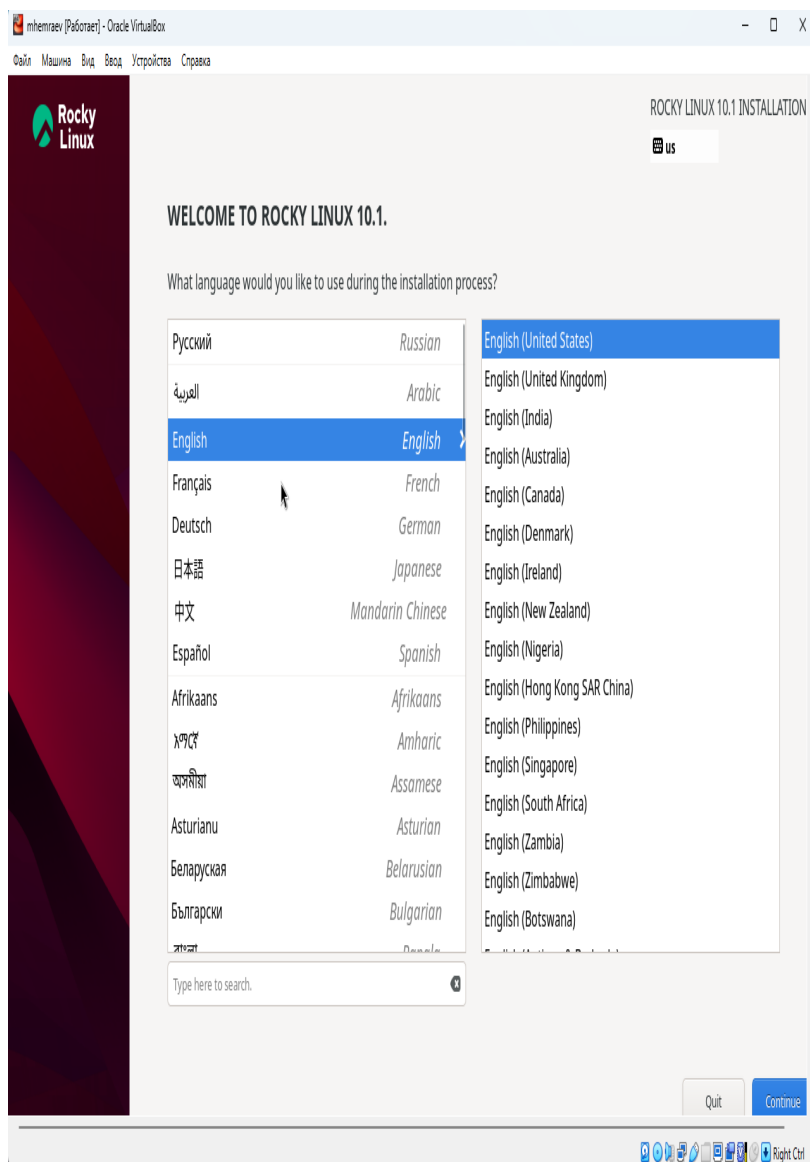 mhemraev [Работает] - Oracle VirtualBox
Файл Машина Вид Ввод Устройства Справка
Rocky
Linux
ROCKY LINUX 10.1 INSTALLATION
us
WELCOME TO ROCKY LINUX 10.1.
What language would you like to use during the installation process?
Русский Russian
العربية Arabic
English English
Français French
Deutsch German
日本語 Japanese
中文 Mandarin Chinese
Español Spanish
Afrikaans Afrikaans
አማርኛ Amharic
অসমীয়া Assamese
Asturianu Asturian
Беларуская Belarusian
Български Bulgarian
English (United States)
English (United Kingdom)
English (India)
English (Australia)
English (Canada)
English (Denmark)
English (Ireland)
English (New Zealand)
English (Nigeria)
English (Hong Kong SAR China)
English (Philippines)
English (Singapore)
English (South Africa)
English (Zambia)
English (Zimbabwe)
English (Botswana)
Type here to search.
Quit Continue
Right Ctrl